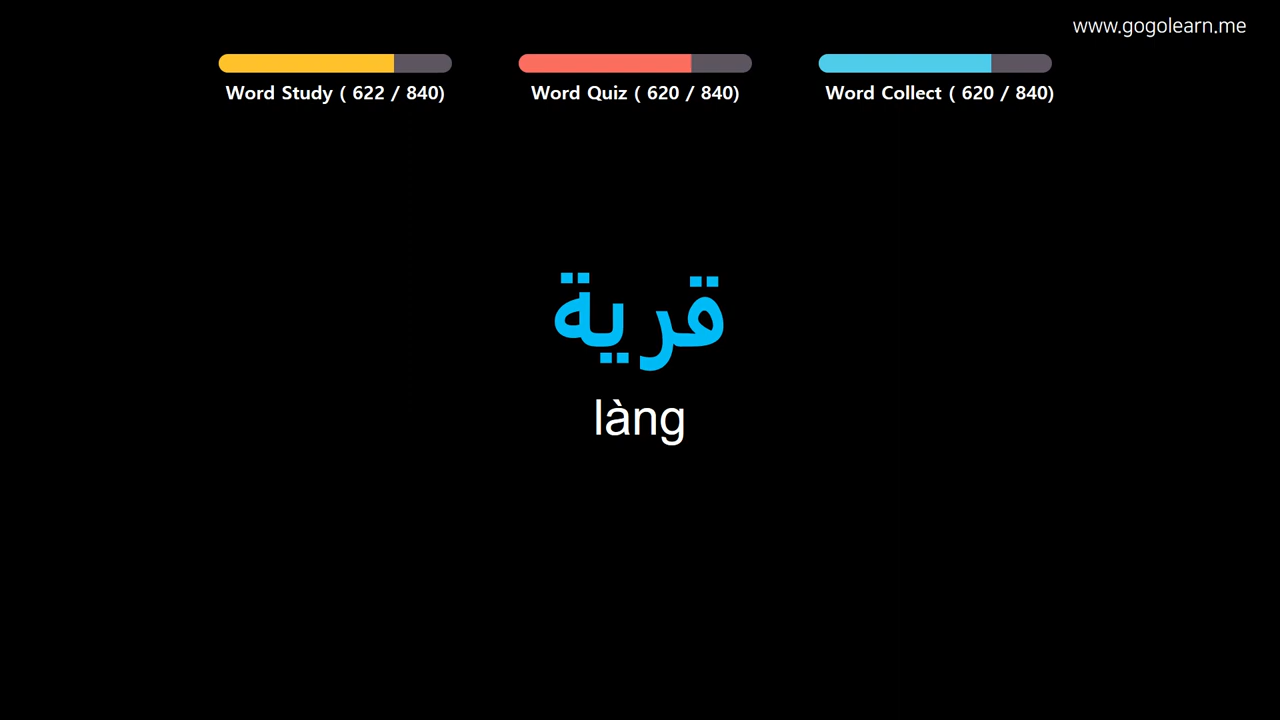 www.gogolearn.me
Word Study ( 622 / 840)
Word Quiz ( 620 / 840)
Word Collect ( 620 / 840)
قرية
làng